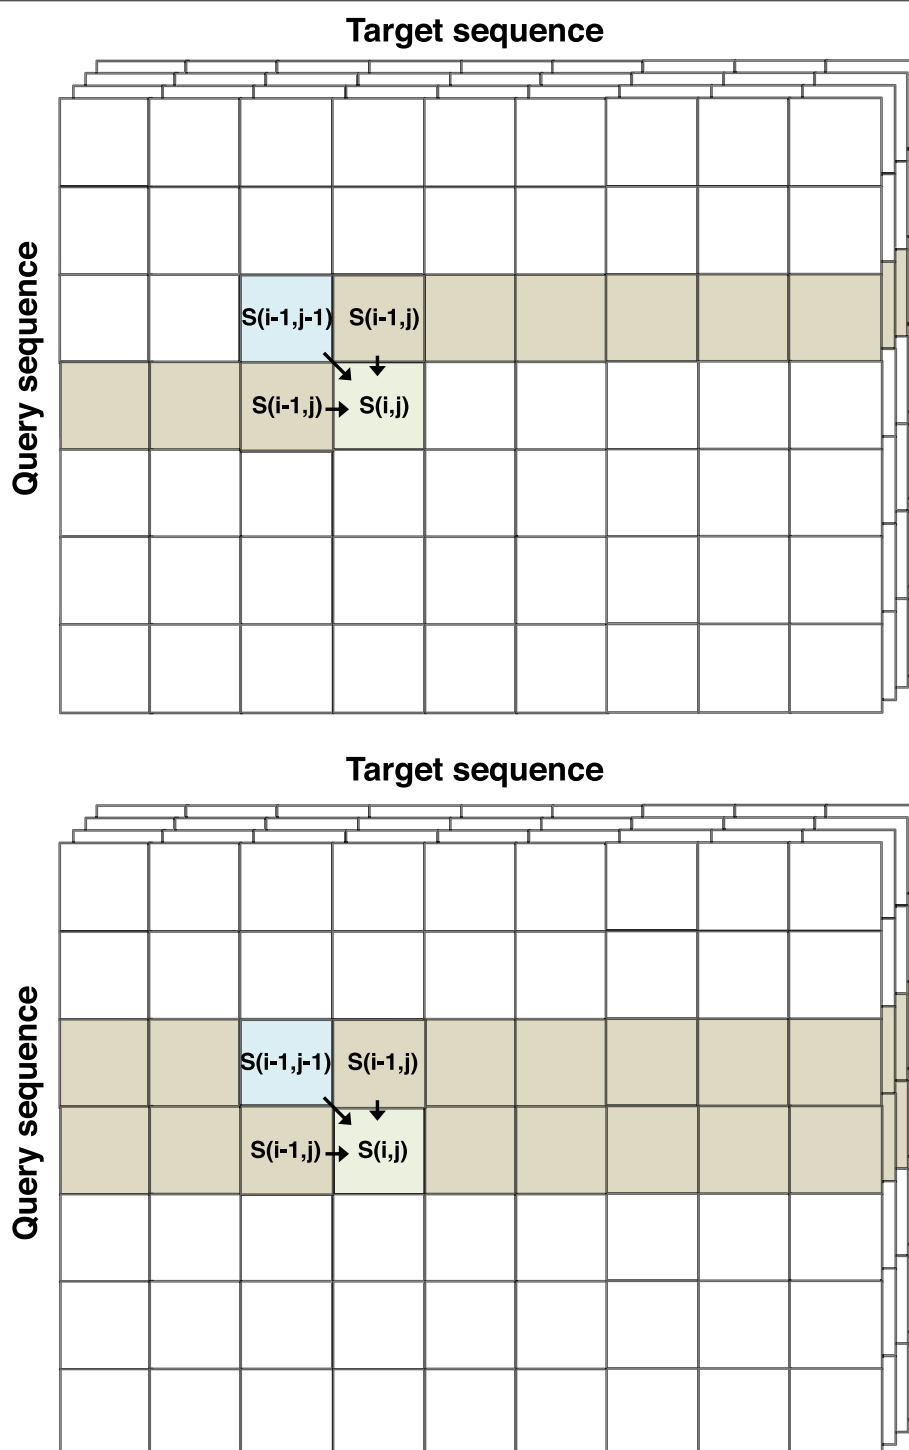 Target sequence
Query sequence
S(i-1,j-1) S(i-1,j)
S(i-1,j) S(i,j)
Target sequence
Query sequence
S(i-1,j-1) S(i-1,j)
S(i-1,j) S(i,j)